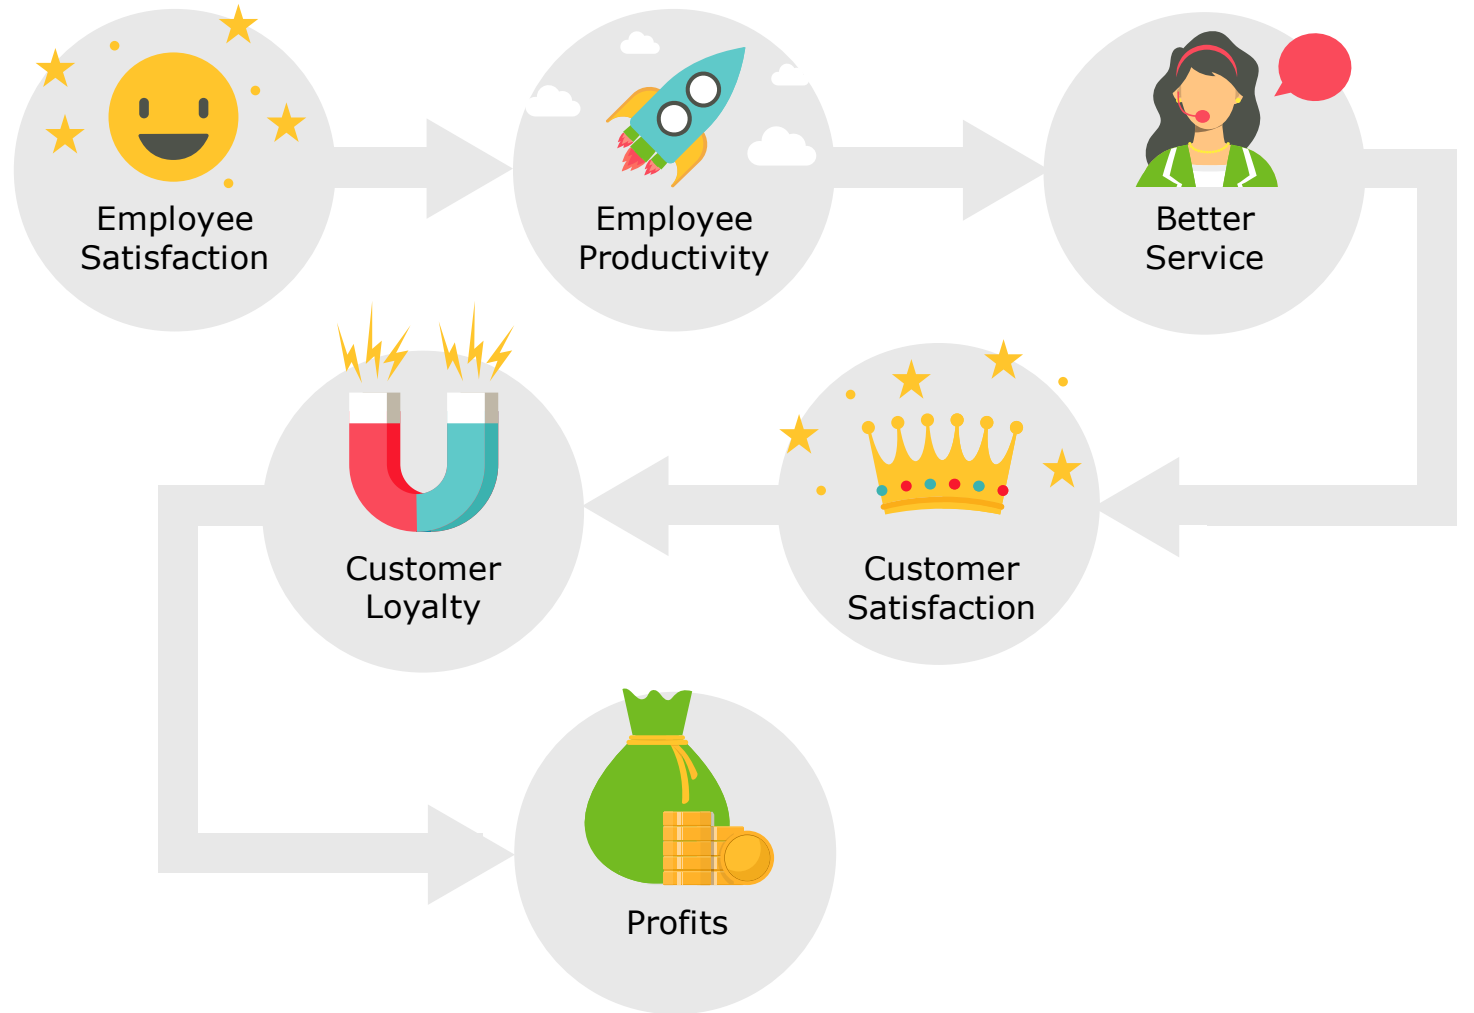 Employee
Satisfaction
Employee
Productivity
Better
Service
Customer
Satisfaction
Customer
Loyalty
Profits